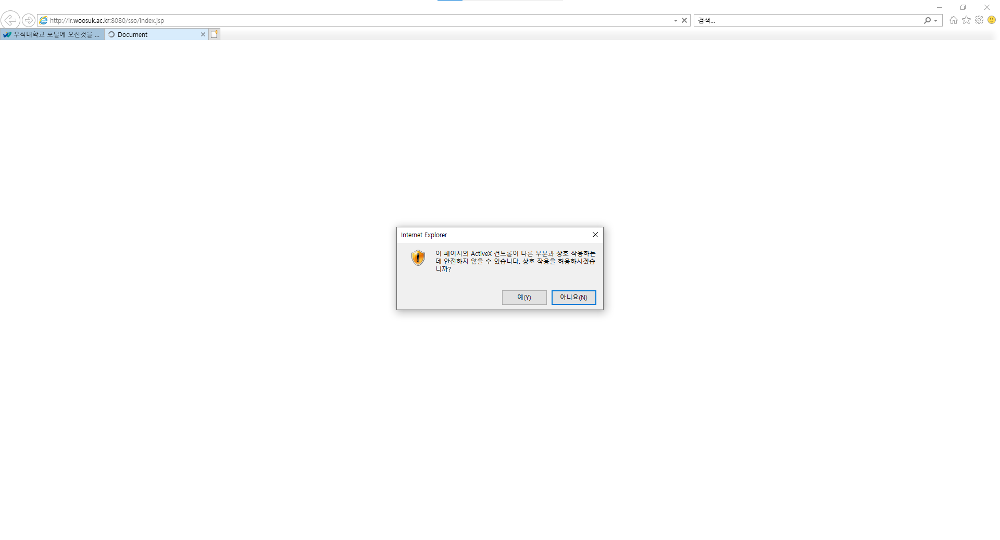 http://ir.woosuk.ac.kr:8080/sso/index.jsp
검색...
우석대학교 포털에 오신것을 ...
Document
Internet Explorer
이 페이지의 ActiveX 컨트롤이 다른 부분과 상호 작용하는
데 안전하지 않을 수 있습니다. 상호 작용을 허용하시겠습
니까?
예(Y)
아니요(N)